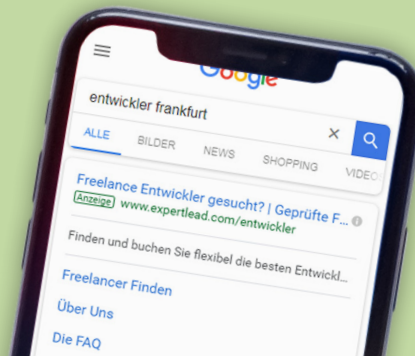 Google
entwickler frankfurt
ALLE BILDER NEWS SHOPPING VIDEO
Freelance Entwickler gesucht? | Geprüfte F...
Anzeige www.expertlead.com/entwickler
Finden und buchen Sie flexibel die besten Entwickl...
Freelancer Finden
Über Uns
Die FAQ